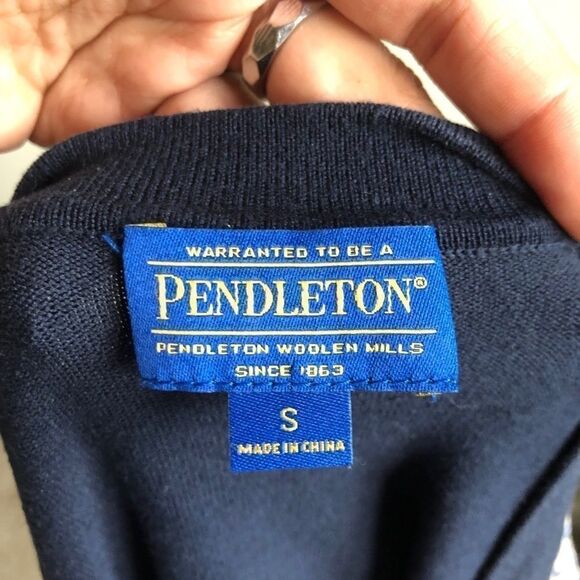 WARRANTED TO BE A
PENDLETON®
PENDLETON WOOLEN MILLS
SINCE 1863
S
MADE IN CHINA